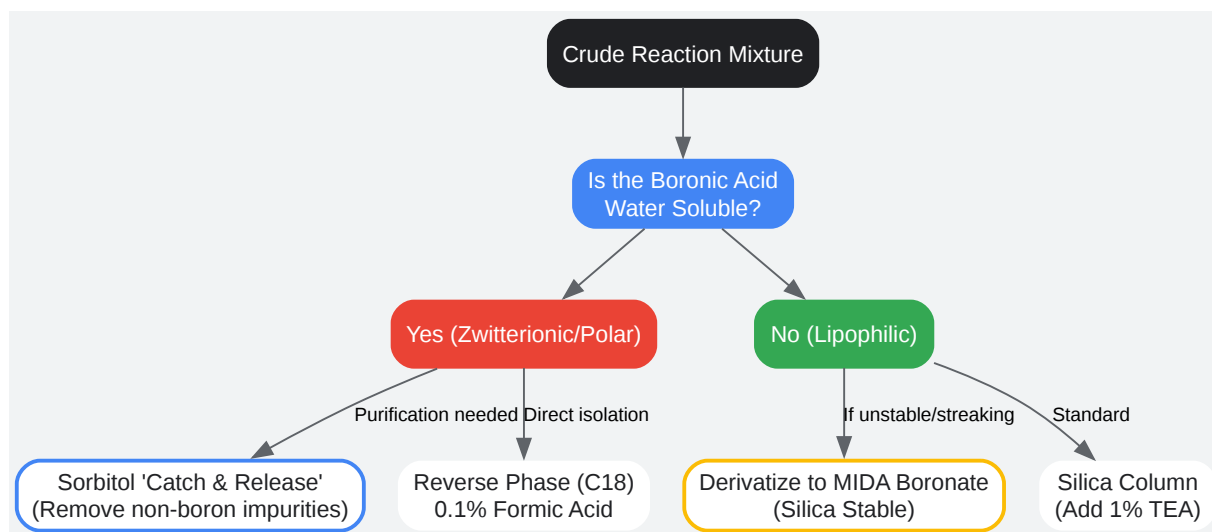 Crude Reaction Mixture
Is the Boronic Acid
Water Soluble?
Yes (Zwitterionic/Polar)
No (Lipophilic)
Purification needed
Direct isolation
If unstable/streaking
Standard
Sorbitol 'Catch & Release'
(Remove non-boron impurities)
Reverse Phase (C18)
0.1% Formic Acid
Derivatize to MIDA Boronate
(Silica Stable)
Silica Column
(Add 1% TEA)